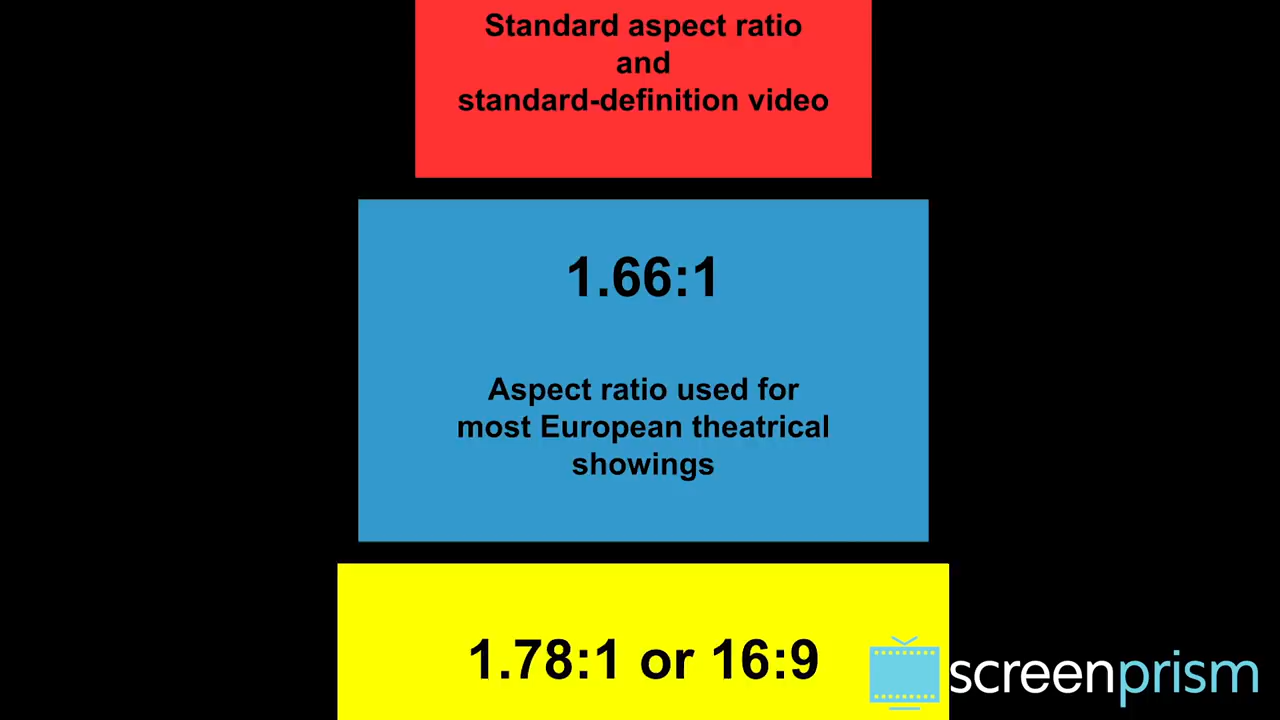 Standard aspect ratio
and
standard-definition video
1.66:1
Aspect ratio used for
most European theatrical
showings
1.78:1 or 16:9
screenprism